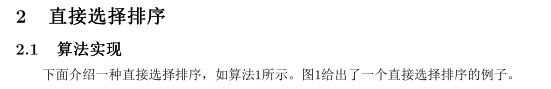 2 直接选择排序
2.1 算法实现
下面介绍一种直接选择排序，如算法1所示。图1给出了一个直接选择排序的例子。